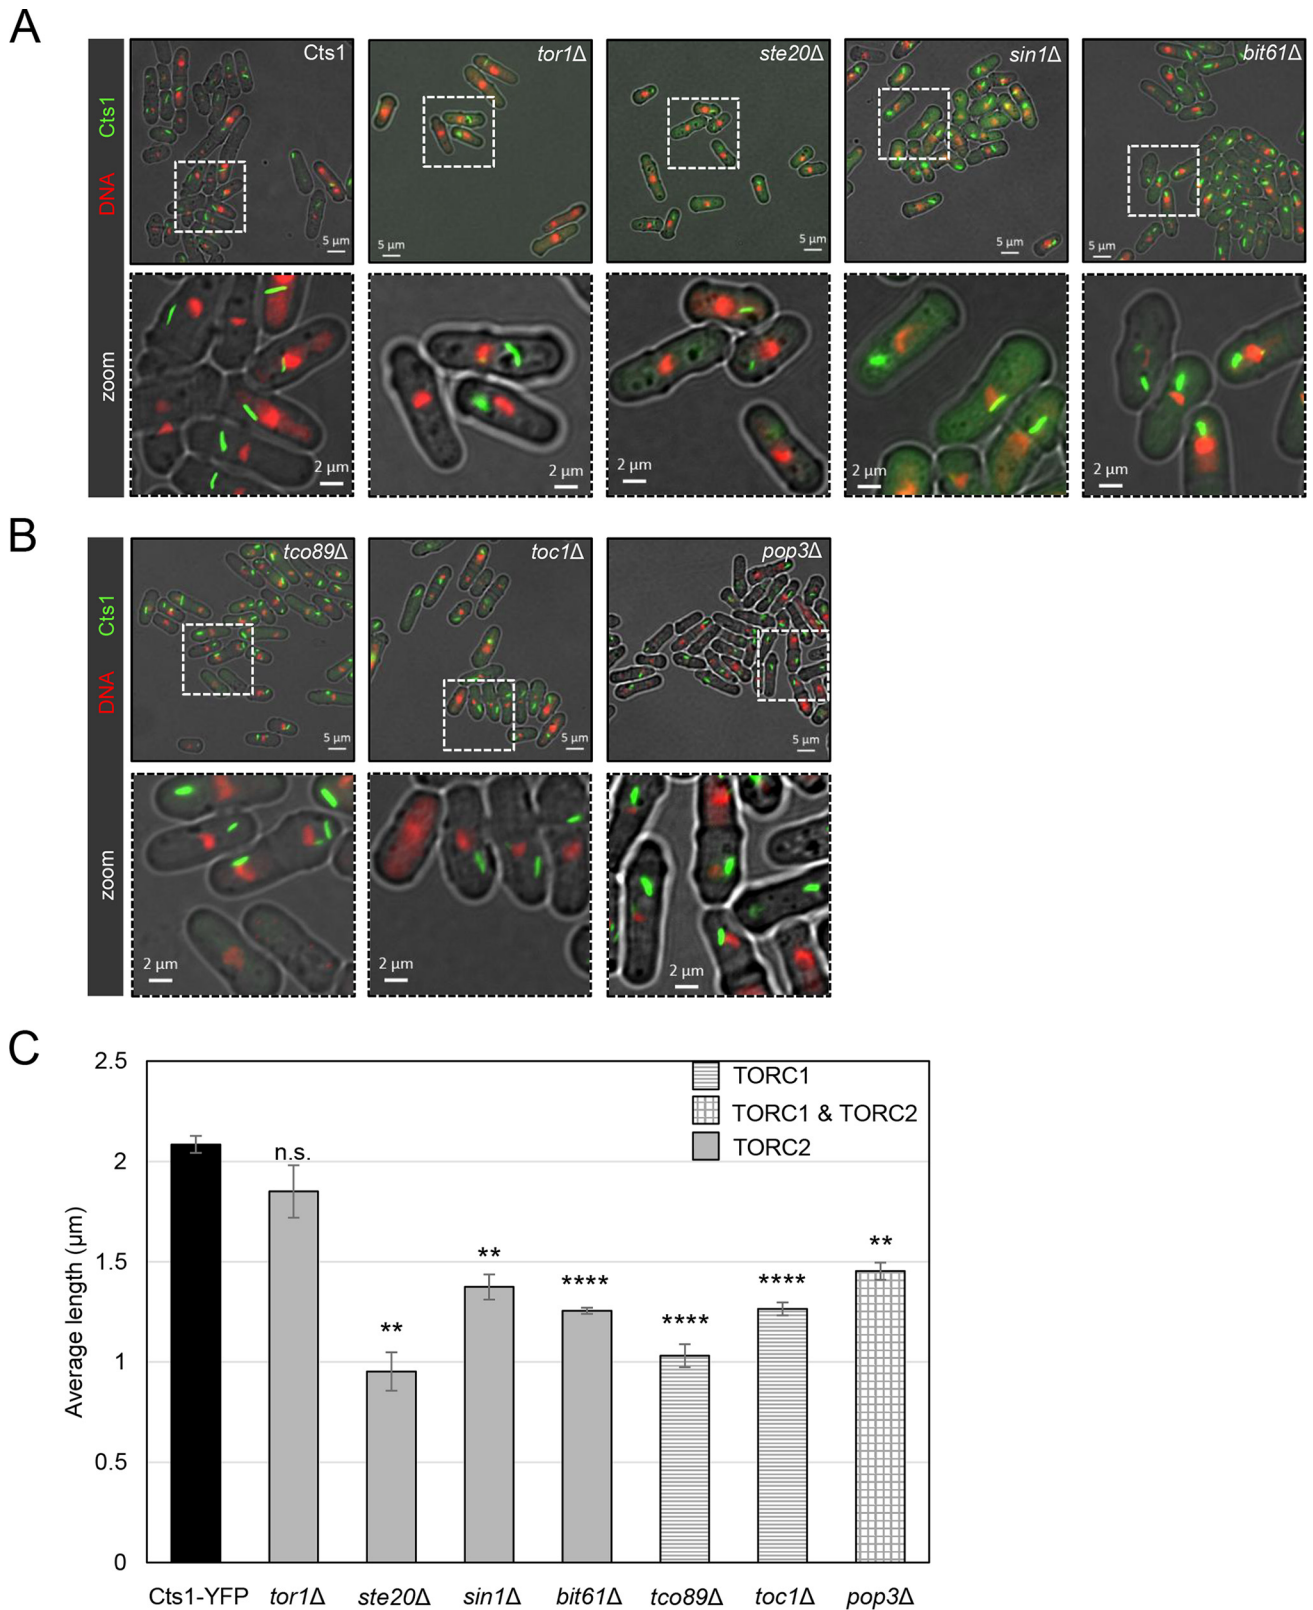 A
DNA Cts1
Cts1
tor1Δ
ste20Δ
sin1Δ
bit61Δ
5 µm
5 µm
5 µm
5 µm
5 µm
zoom
2 µm
2 µm
2 µm
2 µm
2 µm
B
DNA Cts1
tco89Δ
toc1Δ
pop3Δ
5 µm
5 µm
5 µm
zoom
2 µm
2 µm
2 µm
C
Average length (µm)
2.5
2
1.5
1
0.5
0
TORC1
TORC1 & TORC2
TORC2
n.s.
**
**
****
****
****
**
Cts1-YFP
tor1Δ
ste20Δ
sin1Δ
bit61Δ
tco89Δ
toc1Δ
pop3Δ